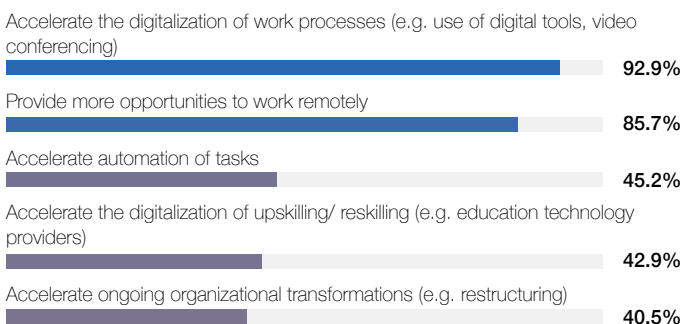 Accelerate the digitalization of work processes (e.g. use of digital tools, video
conferencing)
92.9%
Provide more opportunities to work remotely
85.7%
Accelerate automation of tasks
45.2%
Accelerate the digitalization of upskilling/ reskilling (e.g. education technology
providers)
42.9%
Accelerate ongoing organizational transformations (e.g. restructuring)
40.5%